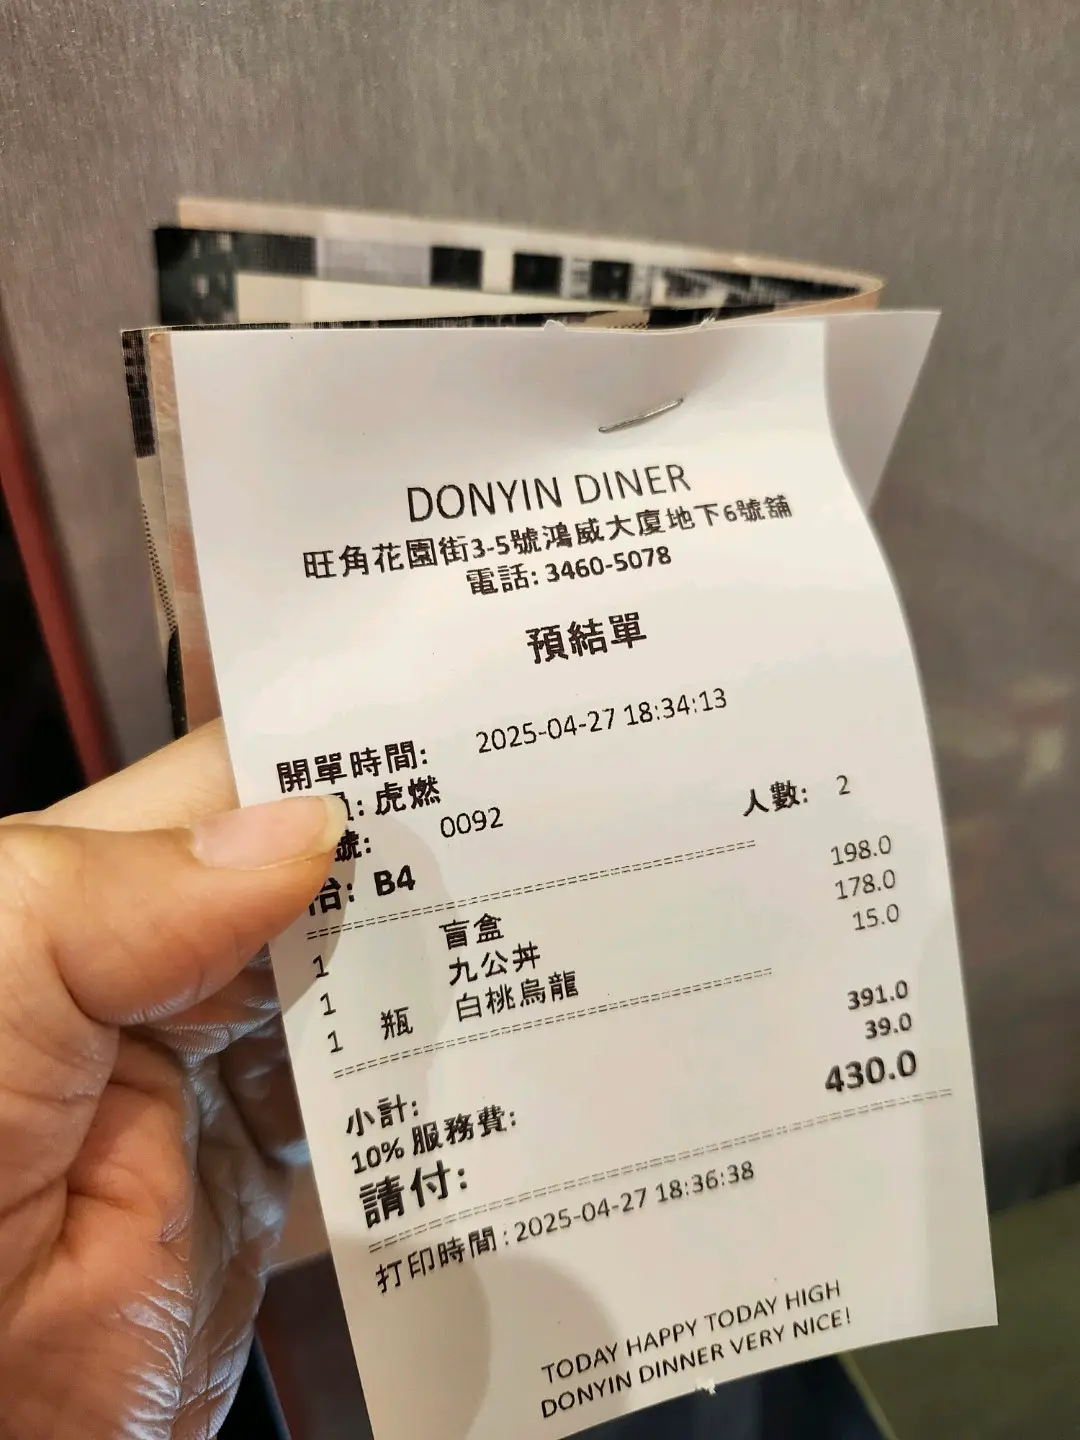 DONYIN DINER
旺角花園街3-5號鴻威大廈地下6號舖
電話: 3460-5078
預結單
開單時間: 2025-04-27 18:34:13
: 虎燃
號: 0092 人數: 2
台: B4
1 盲盒 198.0
1 九公丼 178.0
1 瓶 白桃烏龍 15.0
小計: 391.0
10% 服務費: 39.0
請付: 430.0
打印時間 : 2025-04-27 18:36:38
TODAY HAPPY TODAY HIGH
DONYIN DINNER VERY NICE!